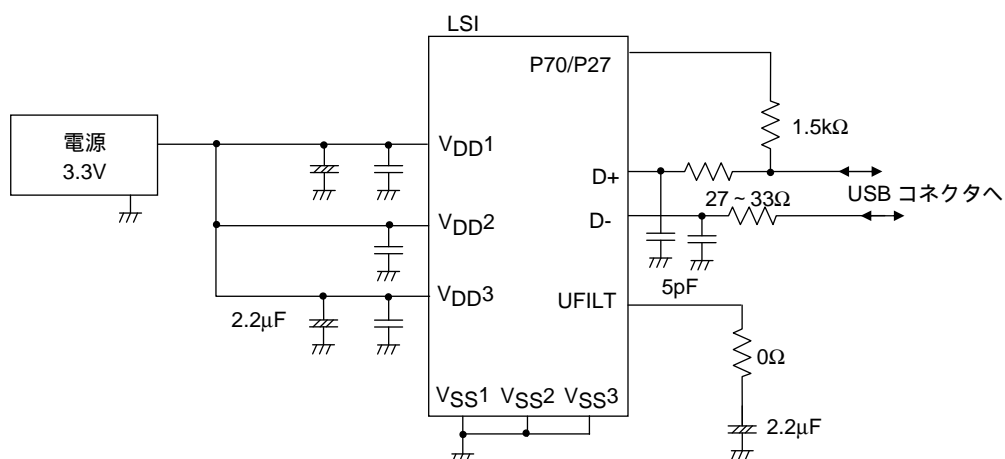 LSI
P70/P27
電源
3.3V
VDD1
1.5kΩ
D+
27 ~ 33Ω
USB コネクタへ
VDD2
D-
5pF
VDD3
UFILT
2.2μF
0Ω
VSS1 VSS2 VSS3
2.2μF